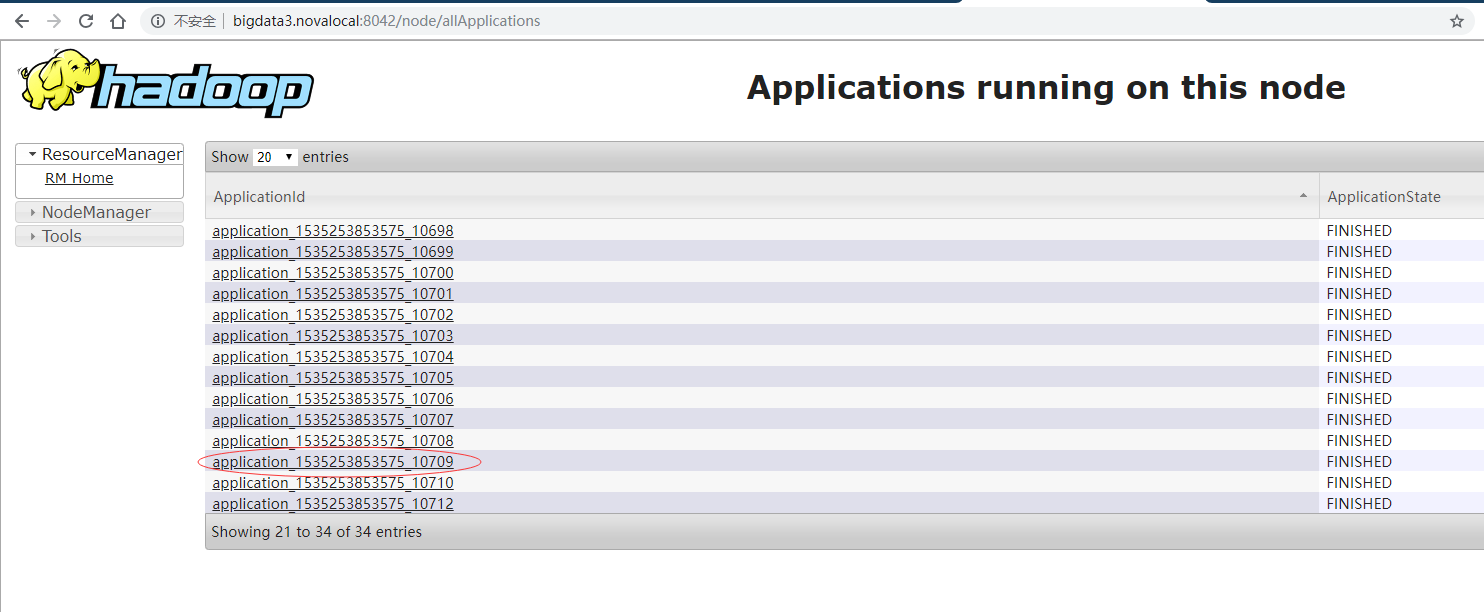 不安全 | bigdata3.novalocal:8042/node/allApplications
hadoop
Applications running on this node
ResourceManager
RM Home
NodeManager
Tools
Show 20 entries
ApplicationId ApplicationState
application_1535253853575_10698 FINISHED
application_1535253853575_10699 FINISHED
application_1535253853575_10700 FINISHED
application_1535253853575_10701 FINISHED
application_1535253853575_10702 FINISHED
application_1535253853575_10703 FINISHED
application_1535253853575_10704 FINISHED
application_1535253853575_10705 FINISHED
application_1535253853575_10706 FINISHED
application_1535253853575_10707 FINISHED
application_1535253853575_10708 FINISHED
application_1535253853575_10709 FINISHED
application_1535253853575_10710 FINISHED
application_1535253853575_10712 FINISHED
Showing 21 to 34 of 34 entries